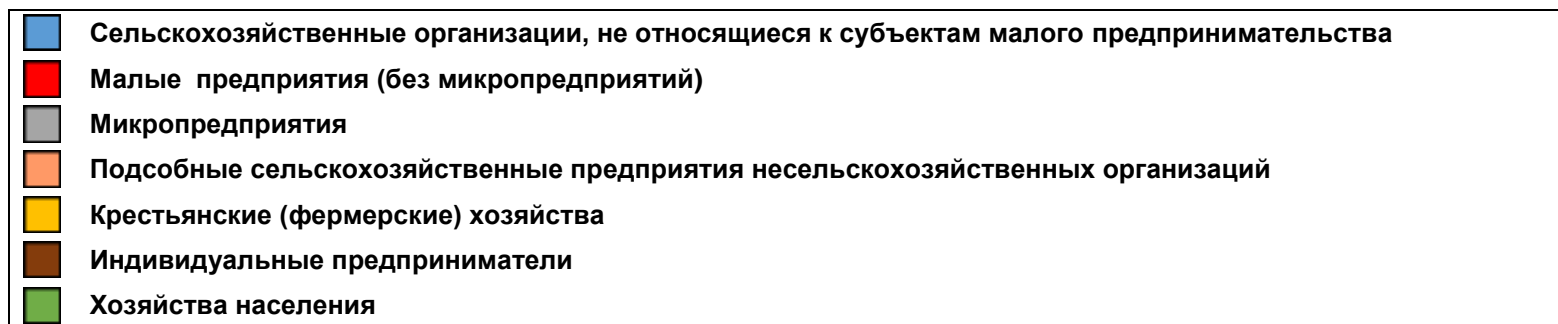 Сельскохозяйственные организации, не относящиеся к субъектам малого предпринимательства
Малые предприятия (без микропредприятий)
Микропредприятия
Подсобные сельскохозяйственные предприятия несельскохозяйственных организаций
Крестьянские (фермерские) хозяйства
Индивидуальные предприниматели
Хозяйства населения